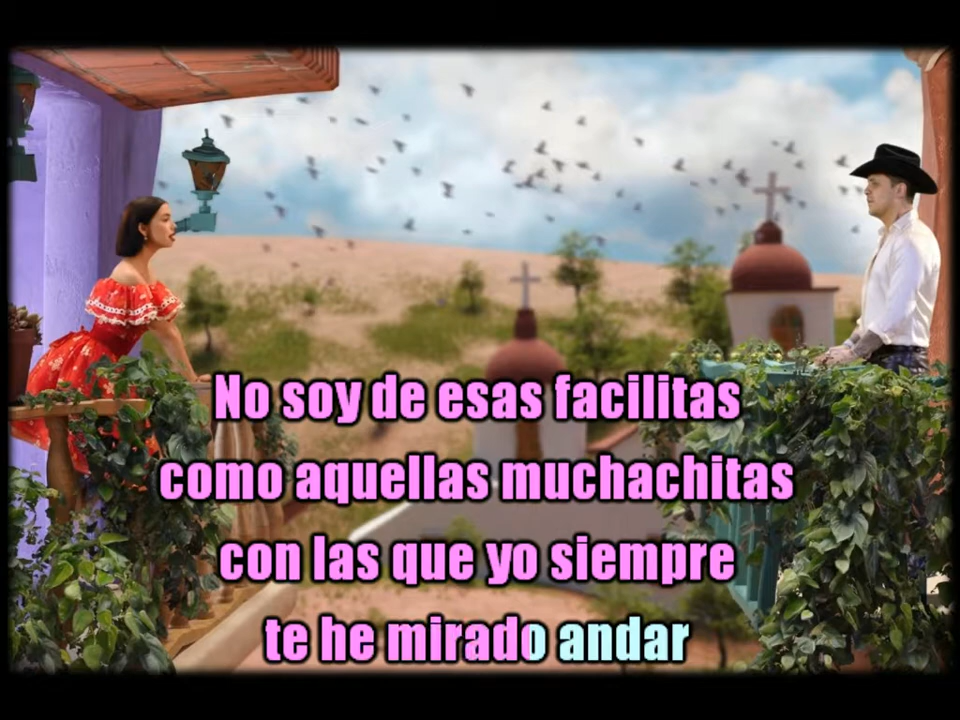 No soy de esas facilitas
como aquellas muchachitas
con las que yo siempre
te he mirado andar